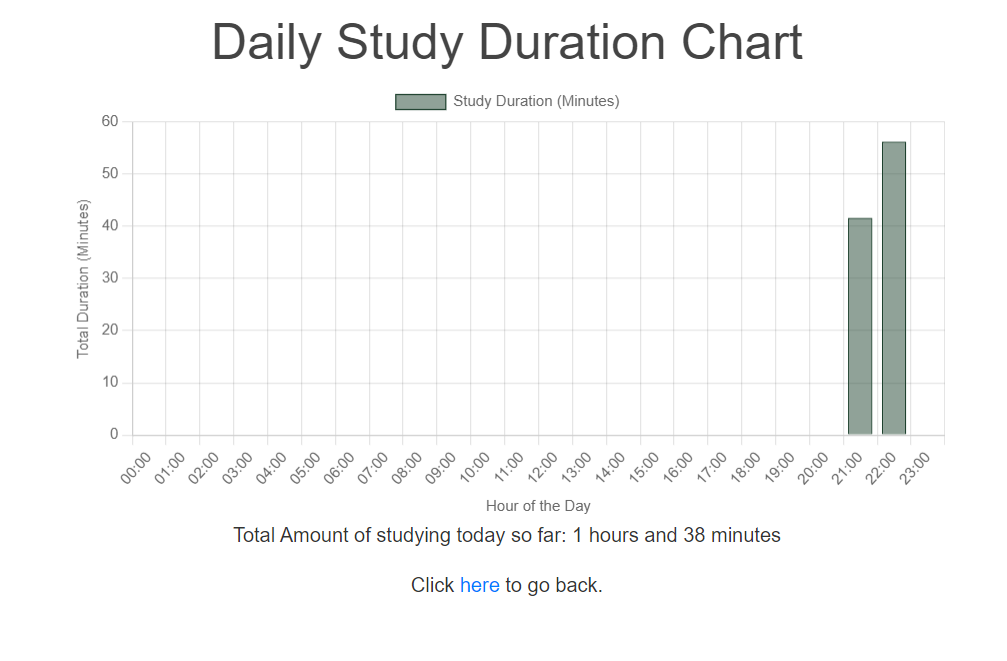 Daily Study Duration Chart
Study Duration (Minutes)
60
50
40
30
20
10
0
Total Duration (Minutes)
00:00 01:00 02:00 03:00 04:00 05:00 06:00 07:00 08:00 09:00 10:00 11:00 12:00 13:00 14:00 15:00 16:00 17:00 18:00 19:00 20:00 21:00 22:00 23:00
Hour of the Day
Total Amount of studying today so far: 1 hours and 38 minutes
Click here to go back.